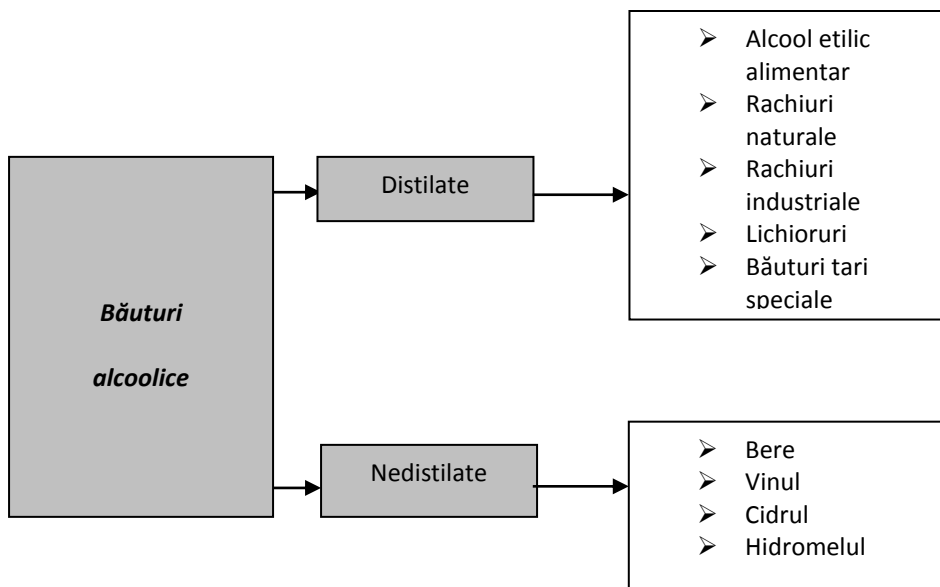 Băuturi
alcoolice
Distilate
➢ Alcool etilic
alimentar
➢ Rachiuri
naturale
➢ Rachiuri
industriale
➢ Lichioruri
➢ Băuturi tari
speciale
Nedistilate
➢ Bere
➢ Vinul
➢ Cidrul
➢ Hidromelul